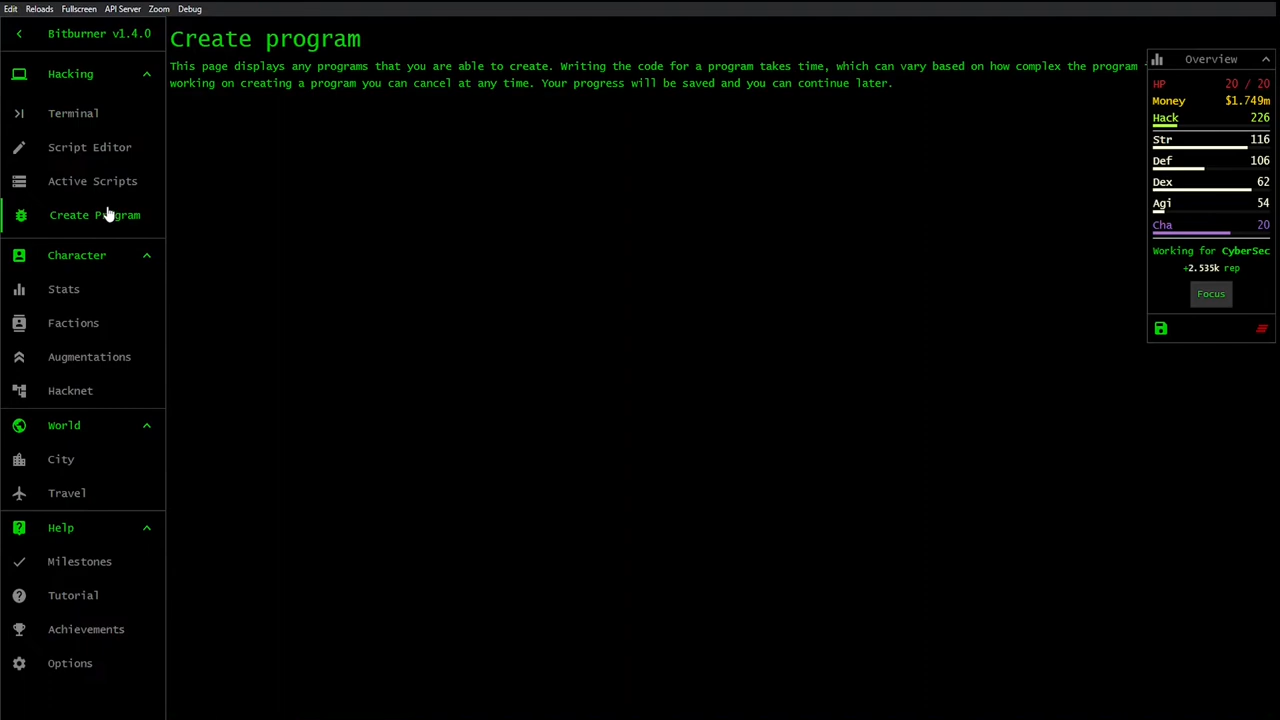 Edit Reloads Fullscreen API Server Zoom Debug
Bitburner v1.4.0
Hacking
Terminal
Script Editor
Active Scripts
Create Program
Character
Stats
Factions
Augmentations
Hacknet
World
City
Travel
Help
Milestones
Tutorial
Achievements
Options
Create program
This page displays any programs that you are able to create. Writing the code for a program takes time, which can vary based on how complex the program
working on creating a program you can cancel at any time. Your progress will be saved and you can continue later.
Overview
HP 20 / 20
Money $1.749m
Hack 226
Str 116
Def 106
Dex 62
Agi 54
Cha 20
Working for CyberSec
+2.535k rep
Focus